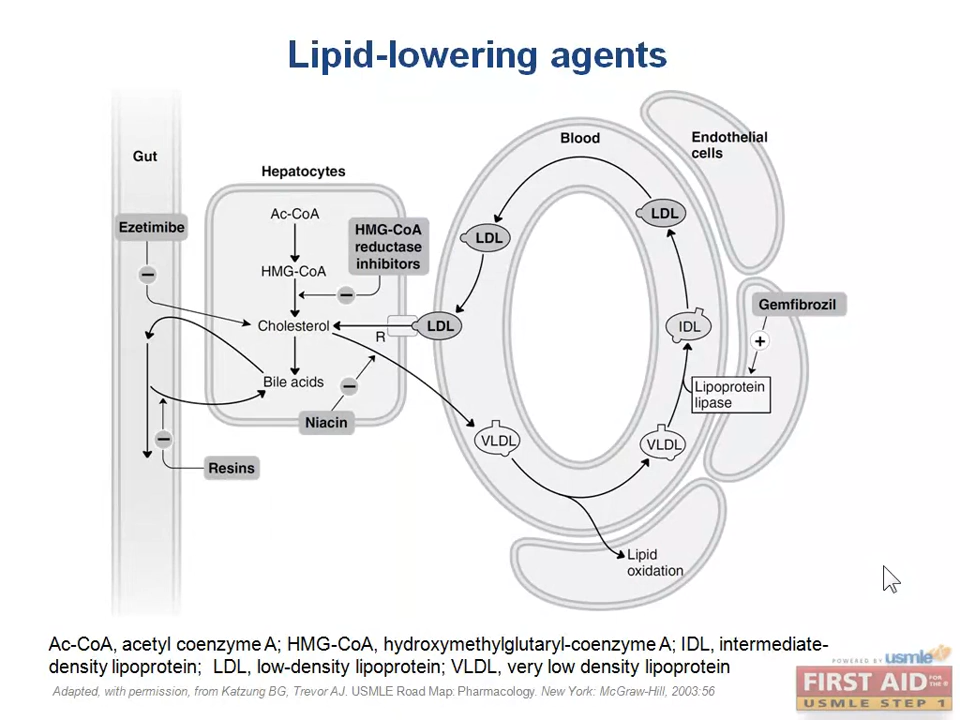 Lipid-lowering agents
Blood
Endothelial
cells
Gut
Hepatocytes
Ac-CoA
Ezetimibe
HMG-CoA
reductase
inhibitors
LDL
LDL
HMG-CoA
Cholesterol
R
LDL
IDL
Gemfibrozil
+
Bile acids
Lipoprotein
lipase
Niacin
VLDL
VLDL
Resins
Lipid
oxidation
Ac-CoA, acetyl coenzyme A; HMG-CoA, hydroxymethylglutaryl-coenzyme A; IDL, intermediate-
density lipoprotein; LDL, low-density lipoprotein; VLDL, very low density lipoprotein
Adapted, with permission, from Katzung BG, Trevor AJ. USMLE Road Map: Pharmacology. New York: McGraw-Hill, 2003:56
POWERED BY usmle
FIRST AID FOR THE ®
USMLE STEP 1